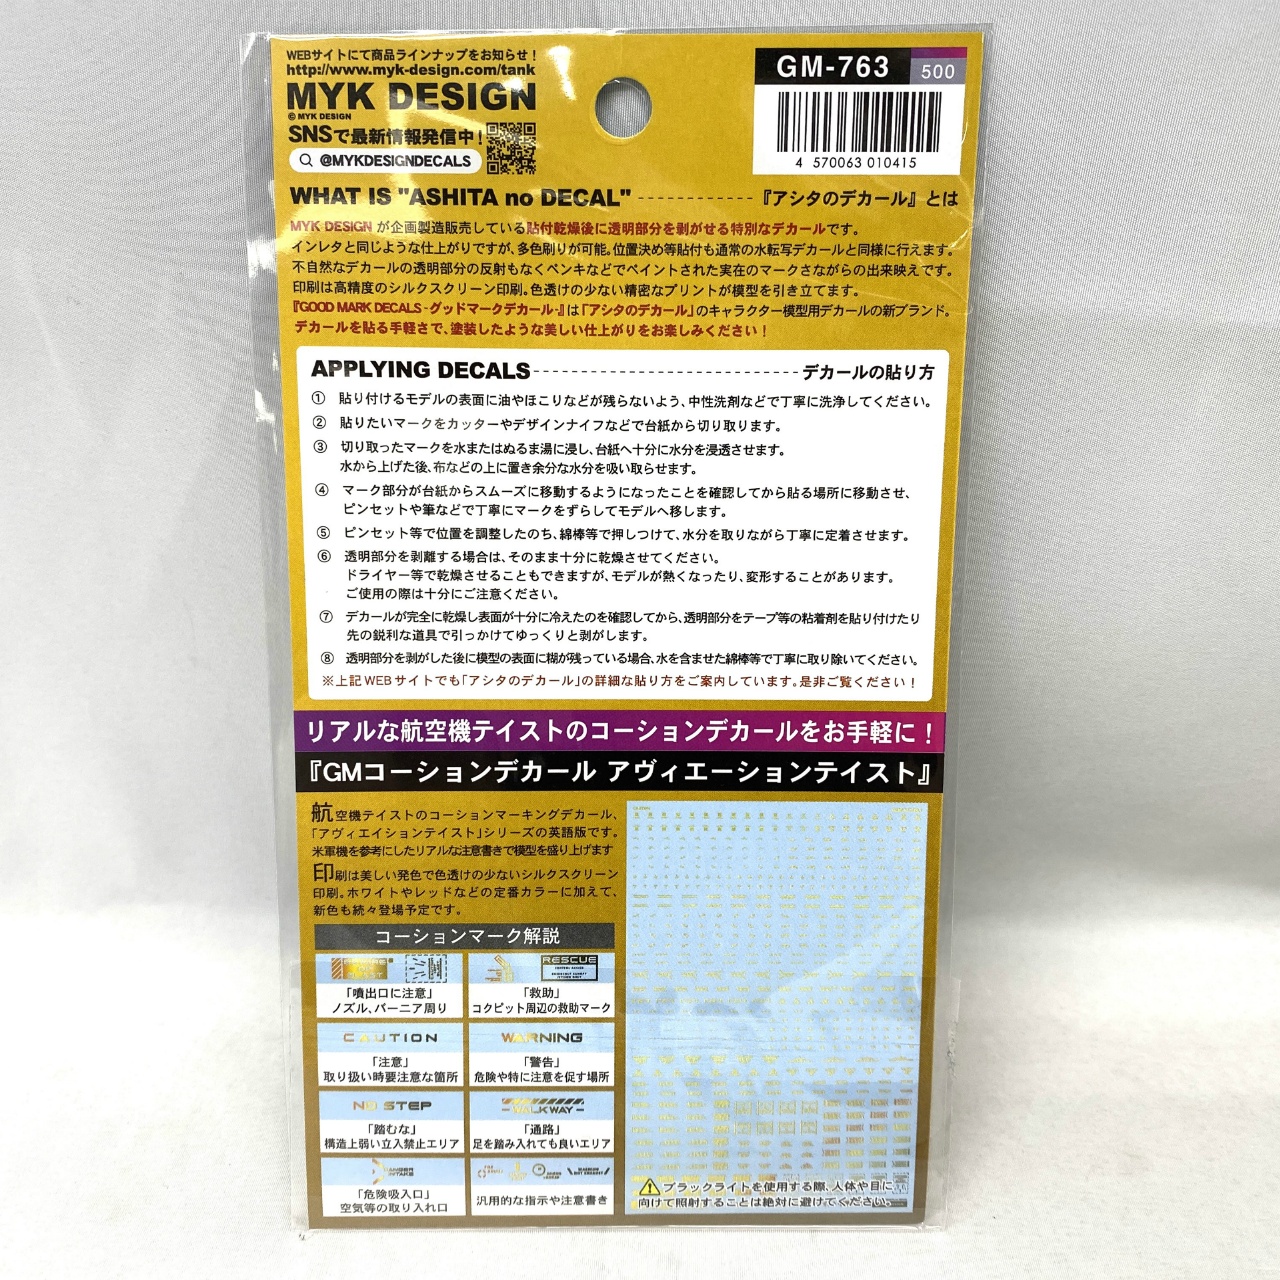 WEBサイトにて商品ラインナップをお知らせ！
http://www.myk-design.com/tank
MYK DESIGN
© MYK DESIGN
SNSで最新情報発信中！
@MYKDESIGNDECALS
GM-763
500
4 570063 010415
WHAT IS "ASHITA no DECAL" ------------『アシタのデカール』とは
MYK DESIGN が企画製造販売している貼付乾燥後に透明部分を剥がせる特別なデカールです。
インレタと同じような仕上がりですが、多色刷りが可能。位置決め等貼付も通常の水転写デカールと同様に行えます。
不自然なデカールの透明部分の反射もなくペンキなどでペイントされた実在のマークさながらの出来映えです。
印刷は高精度のシルクスクリーン印刷。色透けの少ない精密なプリントが模型を引き立てます。
『GOOD MARK DECALS -グッドマークデカール-』は「アシタのデカール」のキャラクター模型用デカールの新ブランド。
デカールを貼る手軽さで、塗装したような美しい仕上がりをお楽しみください！
APPLYING DECALS---------------------------デカールの貼り方
① 貼り付けるモデルの表面に油やほこりなどが残らないよう、中性洗剤などで丁寧に洗浄してください。
② 貼りたいマークをカッターやデザインナイフなどで台紙から切り取ります。
③ 切り取ったマークを水またはぬるま湯に浸し、台紙へ十分に水分を浸透させます。
水から上げた後、布などの上に置き余分な水分を吸い取らせます。
④ マーク部分が台紙からスムーズに移動するようになったことを確認してから貼る場所に移動させ、
ピンセットや筆などで丁寧にマークをずらしてモデルへ移します。
⑤ ピンセット等で位置を調整したのち、綿棒等で押しつけて、水分を取りながら丁寧に定着させます。
⑥ 透明部分を剥離する場合は、そのまま十分に乾燥させてください。
ドライヤー等で乾燥させることもできますが、モデルが熱くなったり、変形することがあります。
ご使用の際は十分にご注意ください。
⑦ デカールが完全に乾燥し表面が十分に冷えたのを確認してから、透明部分をテープ等の粘着剤を貼り付けたり
先の鋭利な道具で引っかけてゆっくりと剥がします。
⑧ 透明部分を剥がした後に模型の表面に糊が残っている場合、水を含ませた綿棒等で丁寧に取り除いてください。
※上記WEBサイトでも「アシタのデカール」の詳細な貼り方をご案内しています。是非ご覧ください！
リアルな航空機テイストのコーションデカールをお手軽に！
『GMコーションデカール アヴィエーションテイスト』
航空機テイストのコーションマーキングデカール、
「アヴィエイションテイスト」シリーズの英語版です。
米軍機を参考にしたリアルな注意書きで模型を盛り上げます
印刷は美しい発色で色透けの少ないシルクスクリーン
印刷。ホワイトやレッドなどの定番カラーに加えて、
新色も続々登場予定です。
コーションマーク解説
「噴出口に注意」
ノズル、バーニア周り
RESCUE
「救助」
コクピット周辺の救助マーク
CAUTION
「注意」
取り扱い時要注意な箇所
WARNING
「警告」
危険や特に注意を促す場所
NO STEP
「踏むな」
構造上弱い立入禁止エリア
WALKWAY
「通路」
足を踏み入れても良いエリア
DANGER
INTAKE
「危険吸入口」
空気等の取り入れ口
汎用的な指示や注意書き
ブラックライトを使用する際、人体や目に
向けて照射することは絶対に避けてください。